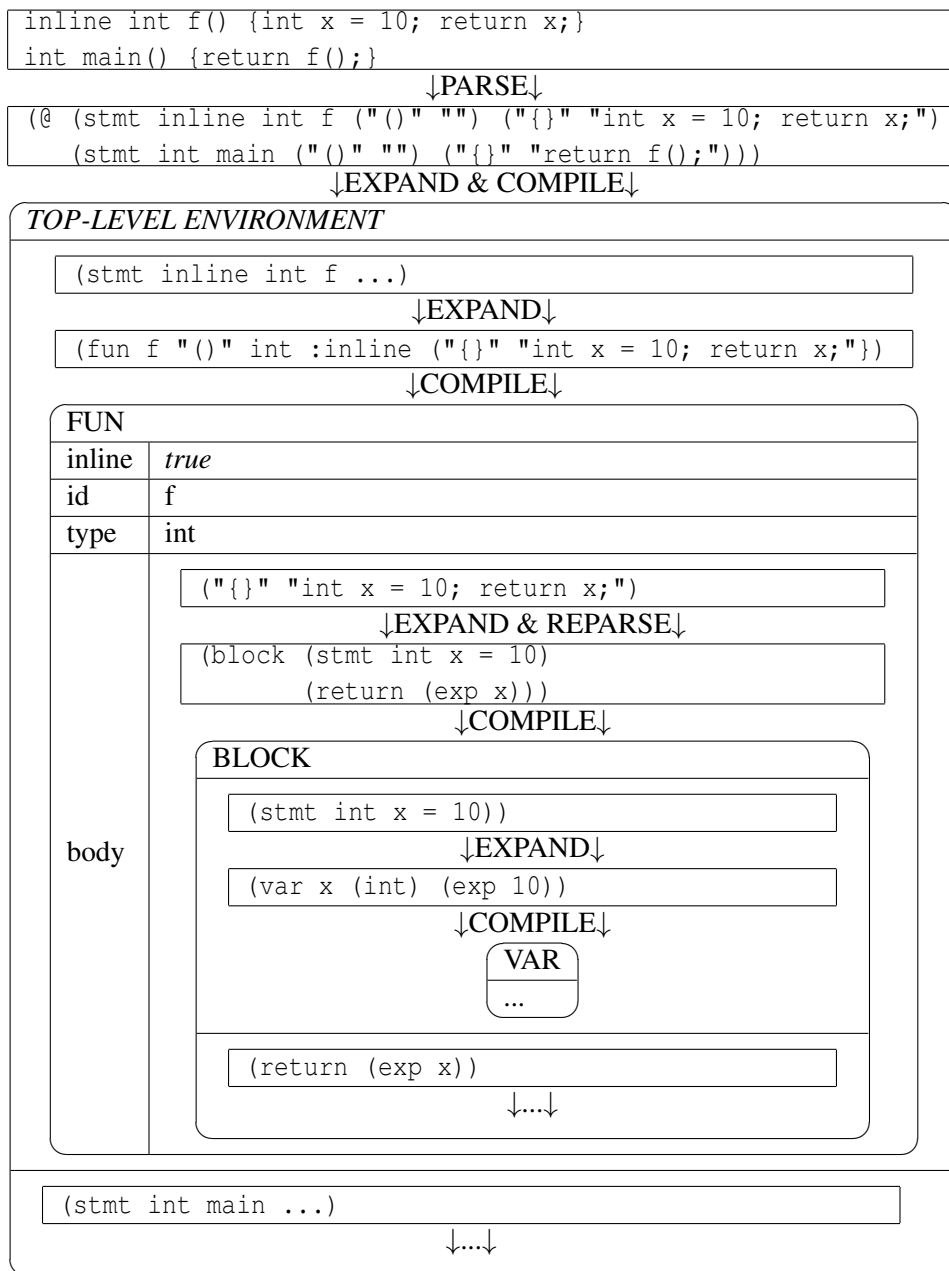 inline int f() {int x = 10; return x;}
int main() {return f();}
↓PARSE↓
(@ (stmt inline int f ("()" "") ("{}" "int x = 10; return x;")
(stmt int main ("()" "") ("{}" "return f();")))
↓EXPAND & COMPILE↓
TOP-LEVEL ENVIRONMENT
(stmt inline int f ...)
↓EXPAND↓
(fun f "()" int :inline ("{}" "int x = 10; return x;"})
↓COMPILE↓
FUN
inline true
id f
type int
body
("{}" "int x = 10; return x;")
↓EXPAND & REPARSE↓
(block (stmt int x = 10)
(return (exp x)))
↓COMPILE↓
BLOCK
(stmt int x = 10))
↓EXPAND↓
(var x (int) (exp 10))
↓COMPILE↓
VAR
...
(return (exp x))
↓...↓
(stmt int main ...)
↓...↓